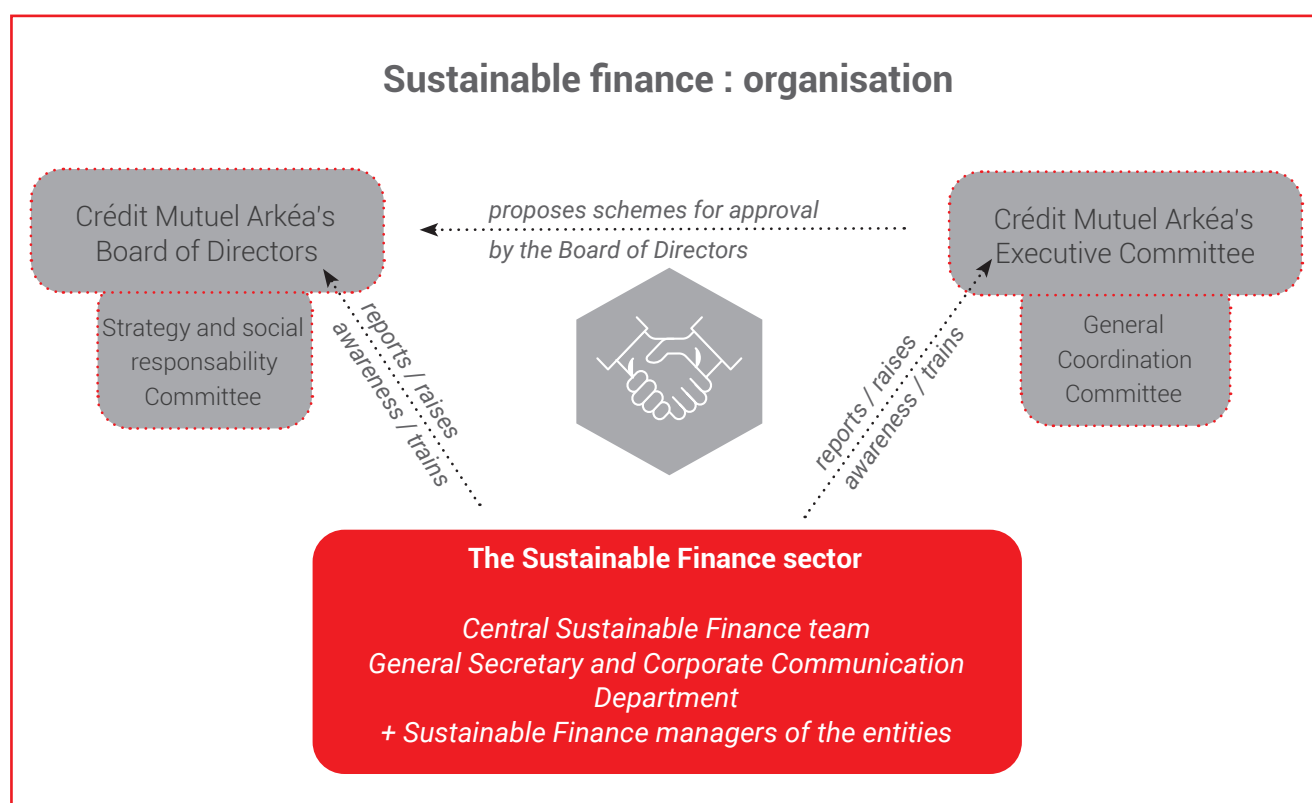 Sustainable finance : organisation
Crédit Mutuel Arkéa's
Board of Directors
Strategy and social
responsability
Committee
proposes schemes for approval
by the Board of Directors
Crédit Mutuel Arkéa's
Executive Committee
General
Coordination
Committee
reports / raises
awareness / trains
reports / raises
awareness / trains
The Sustainable Finance sector
Central Sustainable Finance team
General Secretary and Corporate Communication
Department
+ Sustainable Finance managers of the entities